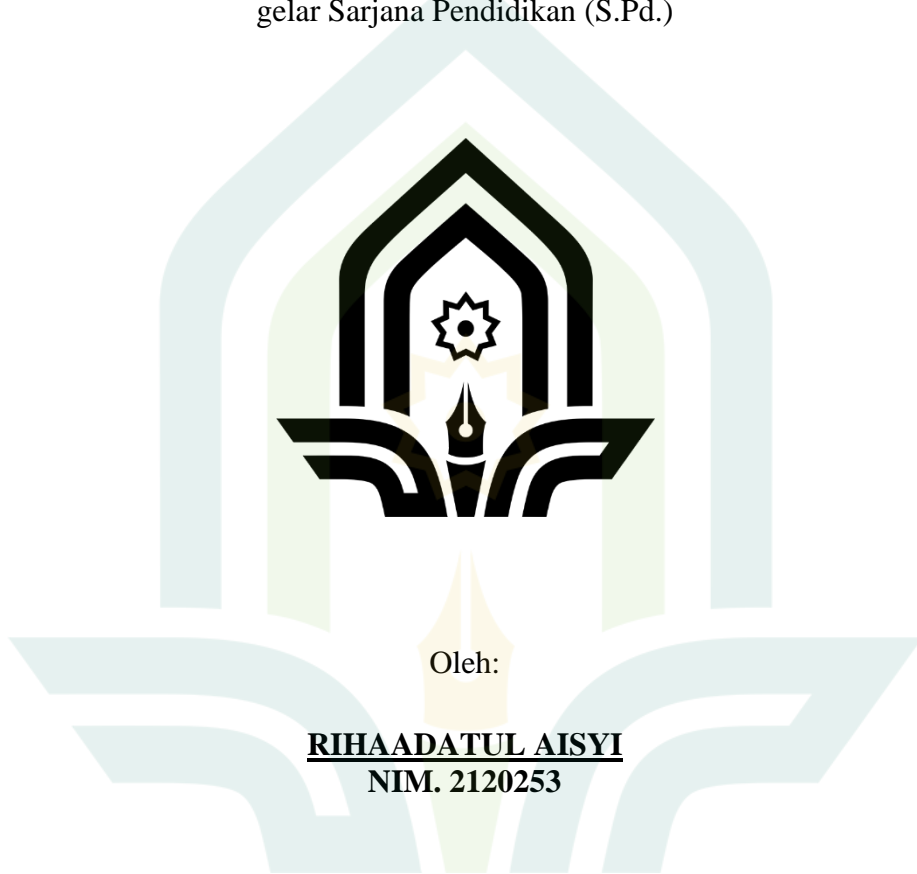 gelar Sarjana Pendidikan (S.Pd.)
Oleh:
RIHAADATUL AISYI
NIM. 2120253